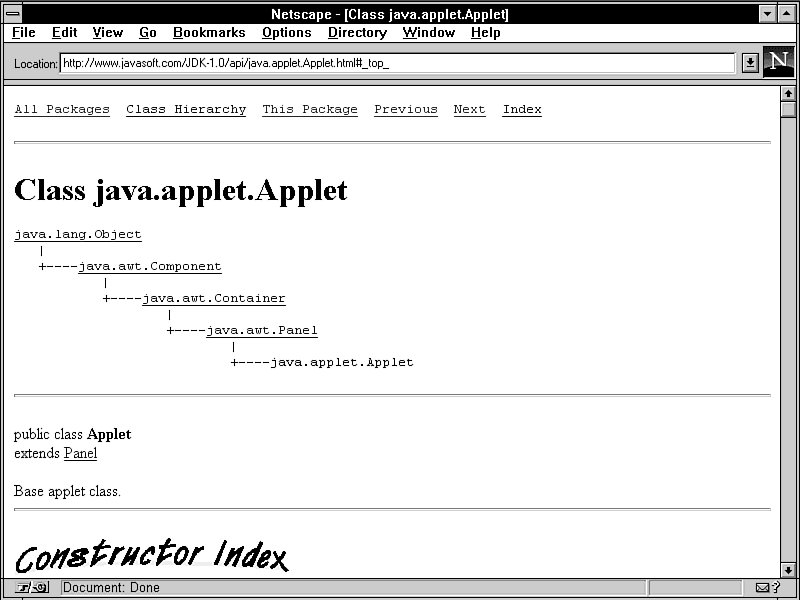 Netscape - [Class java.applet.Applet]
File Edit View Go Bookmarks Options Directory Window Help
Location: http://www.javasoft.com/JDK-1.0/api/java.applet.Applet.html#_top_
N
All Packages  Class Hierarchy  This Package  Previous  Next  Index
Class java.applet.Applet
java.lang.Object
   |
   +----java.awt.Component
           |
           +----java.awt.Container
                   |
                   +----java.awt.Panel
                           |
                           +----java.applet.Applet
public class Applet
extends Panel
Base applet class.
Constructor Index
Document: Done
?